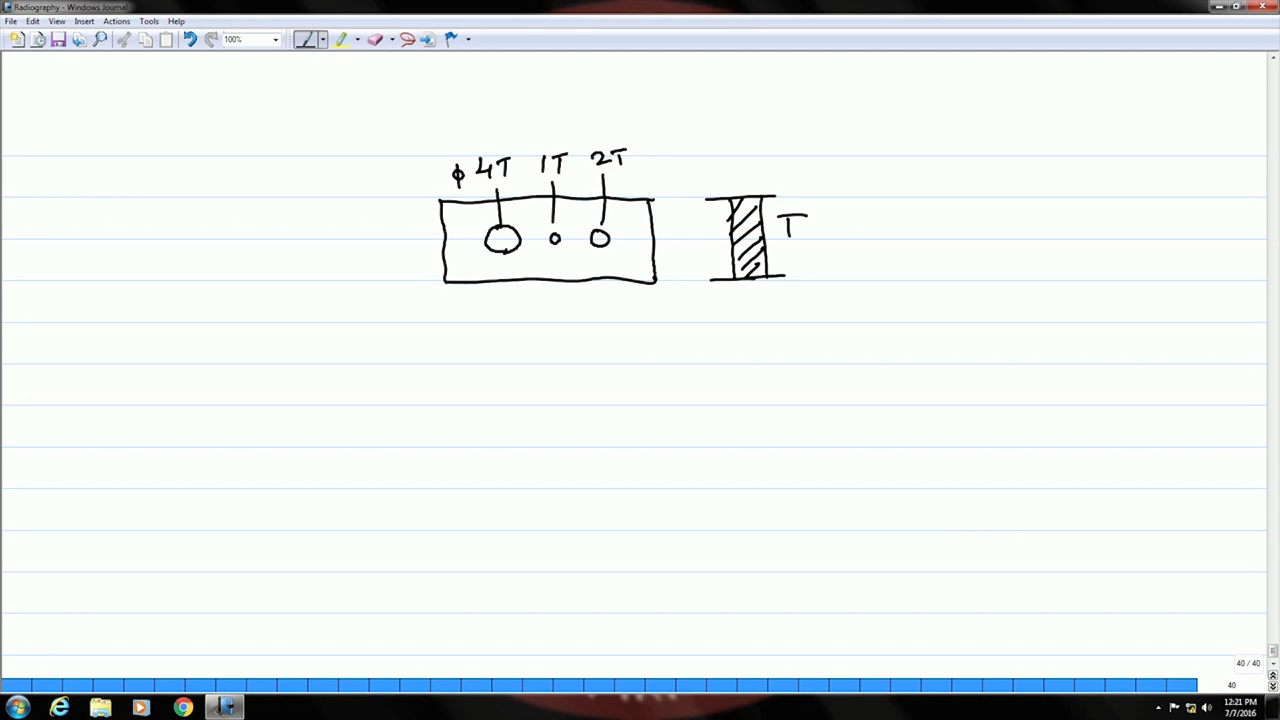 Radiography - Windows Journal
File Edit View Insert Actions Tools Help
100%
ϕ 4T 1T 2T
T
40 / 40
40
12:21 PM
7/7/2016